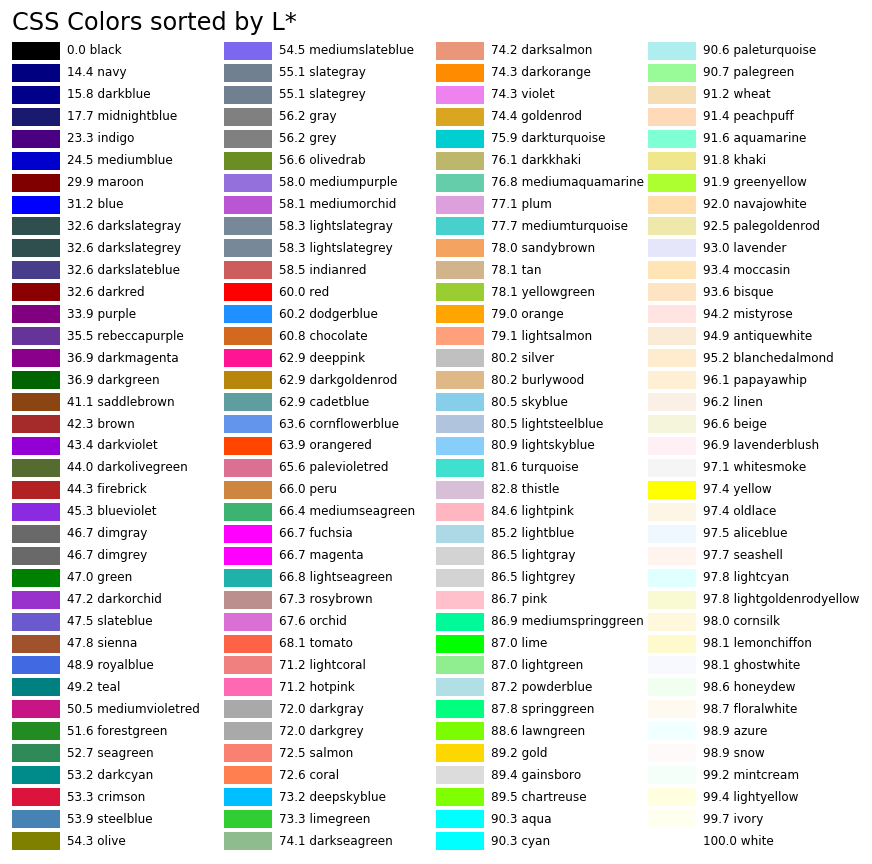 CSS Colors sorted by L*
0.0 black
14.4 navy
15.8 darkblue
17.7 midnightblue
23.3 indigo
24.5 mediumblue
29.9 maroon
31.2 blue
32.6 darkslategray
32.6 darkslategrey
32.6 darkslateblue
32.6 darkred
33.9 purple
35.5 rebeccapurple
36.9 darkmagenta
36.9 darkgreen
41.1 saddlebrown
42.3 brown
43.4 darkviolet
44.0 darkolivegreen
44.3 firebrick
45.3 blueviolet
46.7 dimgray
46.7 dimgrey
47.0 green
47.2 darkorchid
47.5 slateblue
47.8 sienna
48.9 royalblue
49.2 teal
50.5 mediumvioletred
51.6 forestgreen
52.7 seagreen
53.2 darkcyan
53.3 crimson
53.9 steelblue
54.3 olive
54.5 mediumslateblue
55.1 slategray
55.1 slategrey
56.2 gray
56.2 grey
56.6 olivedrab
58.0 mediumpurple
58.1 mediumorchid
58.3 lightslategray
58.3 lightslategrey
58.5 indianred
60.0 red
60.2 dodgerblue
60.8 chocolate
62.9 deeppink
62.9 darkgoldenrod
62.9 cadetblue
63.6 cornflowerblue
63.9 orangered
65.6 palevioletred
66.0 peru
66.4 mediumseagreen
66.7 fuchsia
66.7 magenta
66.8 lightseagreen
67.3 rosybrown
67.6 orchid
68.1 tomato
71.2 lightcoral
71.2 hotpink
72.0 darkgray
72.0 darkgrey
72.5 salmon
72.6 coral
73.2 deepskyblue
73.3 limegreen
74.1 darkseagreen
74.2 darksalmon
74.3 darkorange
74.3 violet
74.4 goldenrod
75.9 darkturquoise
76.1 darkkhaki
76.8 mediumaquamarine
77.1 plum
77.7 mediumturquoise
78.0 sandybrown
78.1 tan
78.1 yellowgreen
79.0 orange
79.1 lightsalmon
80.2 silver
80.2 burlywood
80.5 skyblue
80.5 lightsteelblue
80.9 lightskyblue
81.6 turquoise
82.8 thistle
84.6 lightpink
85.2 lightblue
86.5 lightgray
86.5 lightgrey
86.7 pink
86.9 mediumspringgreen
87.0 lime
87.0 lightgreen
87.2 powderblue
87.8 springgreen
88.6 lawngreen
89.2 gold
89.4 gainsboro
89.5 chartreuse
90.3 aqua
90.3 cyan
90.6 paleturquoise
90.7 palegreen
91.2 wheat
91.4 peachpuff
91.6 aquamarine
91.8 khaki
91.9 greenyellow
92.0 navajowhite
92.5 palegoldenrod
93.0 lavender
93.4 moccasin
93.6 bisque
94.2 mistyrose
94.9 antiquewhite
95.2 blanchedalmond
96.1 papayawhip
96.2 linen
96.6 beige
96.9 lavenderblush
97.1 whitesmoke
97.4 yellow
97.4 oldlace
97.5 aliceblue
97.7 seashell
97.8 lightcyan
97.8 lightgoldenrodyellow
98.0 cornsilk
98.1 lemonchiffon
98.1 ghostwhite
98.6 honeydew
98.7 floralwhite
98.9 azure
98.9 snow
99.2 mintcream
99.4 lightyellow
99.7 ivory
100.0 white